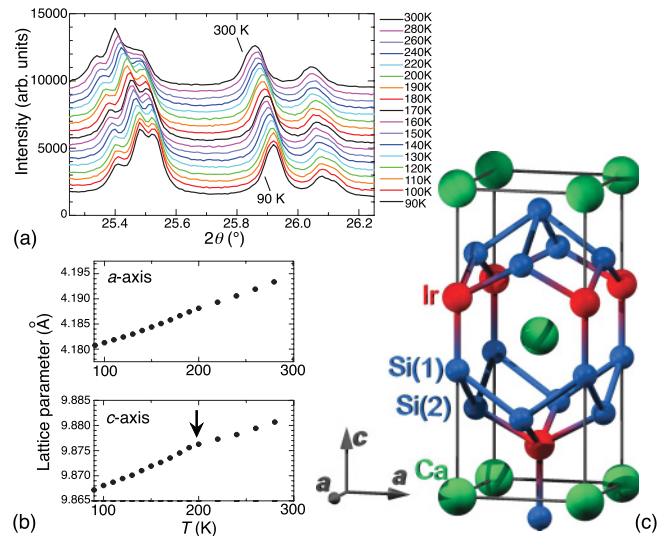 15000
10000
5000
0
Intensity (arb. units)
300 K
90 K
25.4
25.6
25.8
26.0
26.2
2θ (°)
300K
280K
260K
240K
220K
200K
190K
180K
170K
160K
150K
140K
130K
120K
110K
100K
90K
(a)
a-axis
4.195
4.190
4.185
4.180
Lattice parameter (Å)
c-axis
9.885
9.880
9.875
9.870
9.865
100
200
300
100
200
300
T (K)
(b)
Ir
Si(1)
Si(2)
Ca
c
a
a
(c)